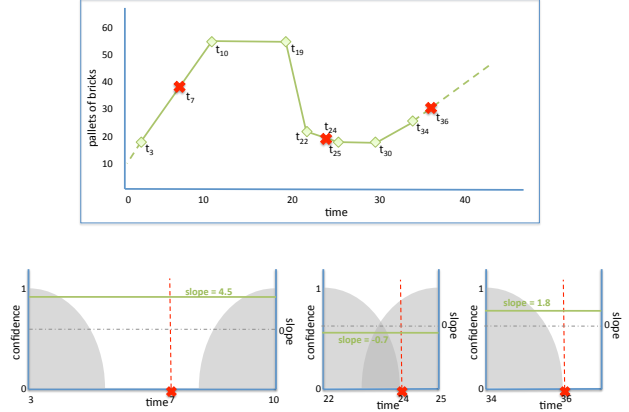 60
50
40
30
20
10
pallets of bricks
t3
t7
t10
t19
t22
t24
t25
t30
t34
t36
0 10 20 30 40
time
1
0
confidence
slope = 4.5
0
slope
3 time 7 10
1
0
confidence
slope = -0.7
0
slope
22 time 24 25
1
0
confidence
slope = 1.8
0
slope
34 time 36